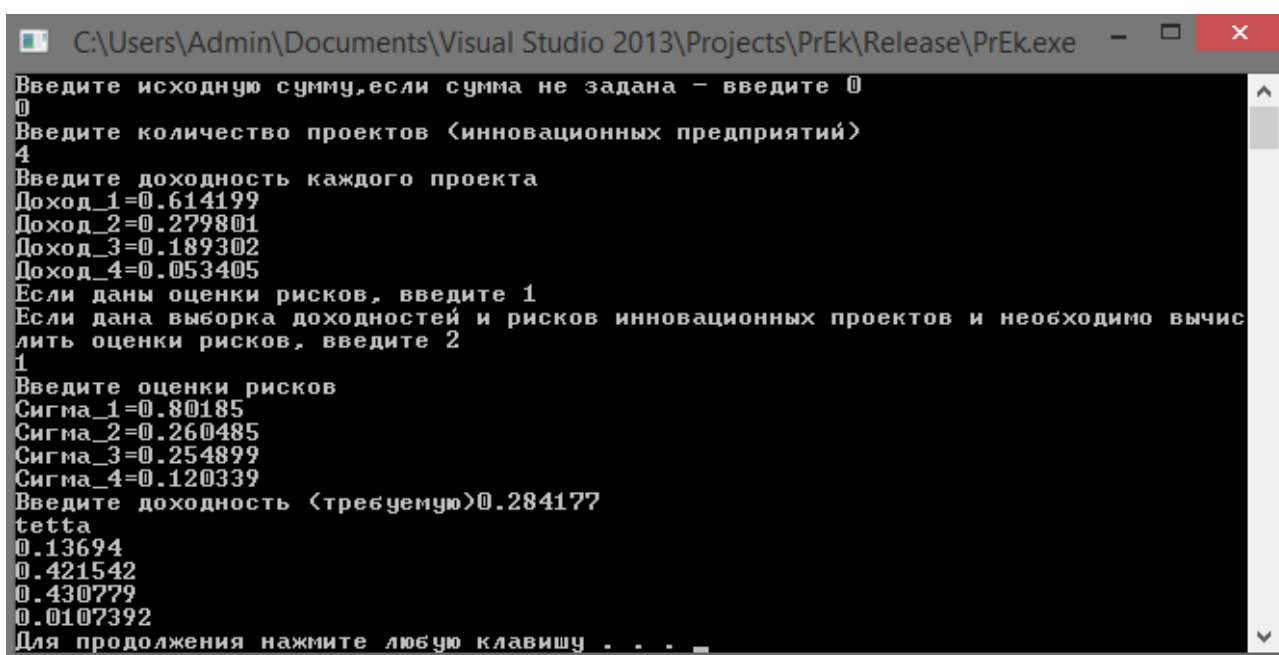 C:\Users\Admin\Documents\Visual Studio 2013\Projects\PrEk\Release\PrEk.exe
Введите исходную сумму,если сумма не задана - введите 0
0
Введите количество проектов (инновационных предприятий)
4
Введите доходность каждого проекта
Доход_1=0.614199
Доход_2=0.279801
Доход_3=0.189302
Доход_4=0.053405
Если даны оценки рисков, введите 1
Если дана выборка доходностей и рисков инновационных проектов и необходимо вычис
лить оценки рисков, введите 2
1
Введите оценки рисков
Сигма_1=0.80185
Сигма_2=0.260485
Сигма_3=0.254899
Сигма_4=0.120339
Введите доходность (требуемую)0.284177
tetta
0.13694
0.421542
0.430779
0.0107392
Для продолжения нажмите любую клавишу . . . _